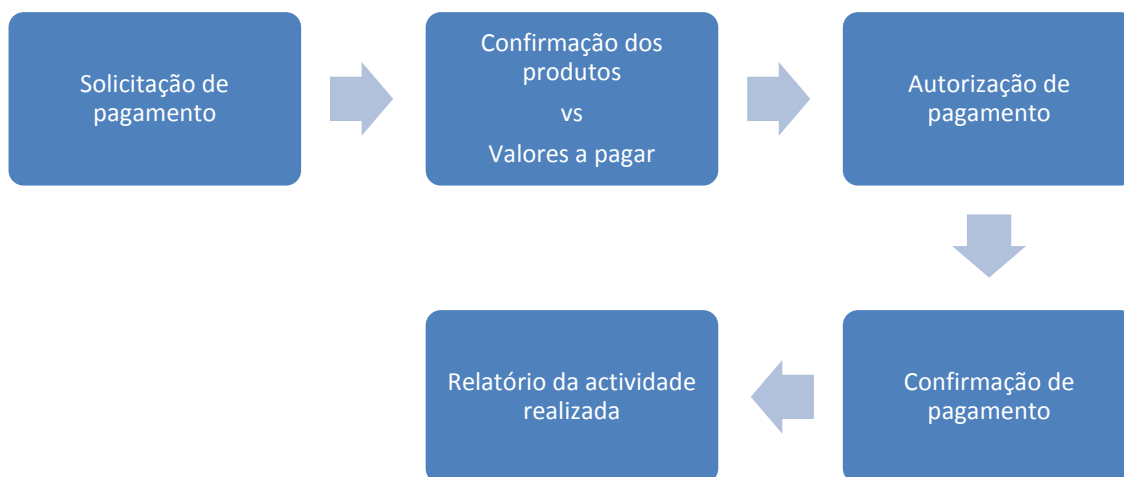 Solicitação de
pagamento
Confirmação dos
produtos
vs
Valores a pagar
Autorização de
pagamento
Confirmação de
pagamento
Relatório da actividade
realizada